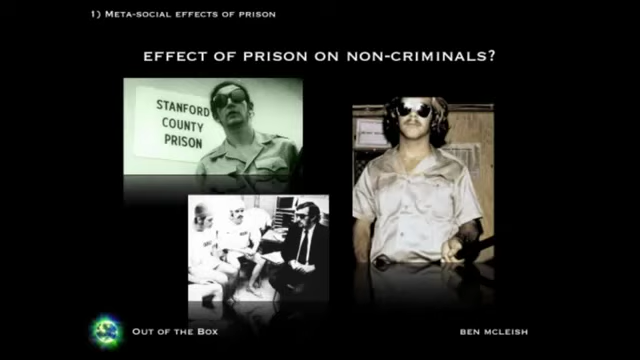 1) Meta-social effects of prison
EFFECT OF PRISON ON NON-CRIMINALS?
STANFORD
COUNTY
PRISON
Out of the Box
BEN MCLEISH